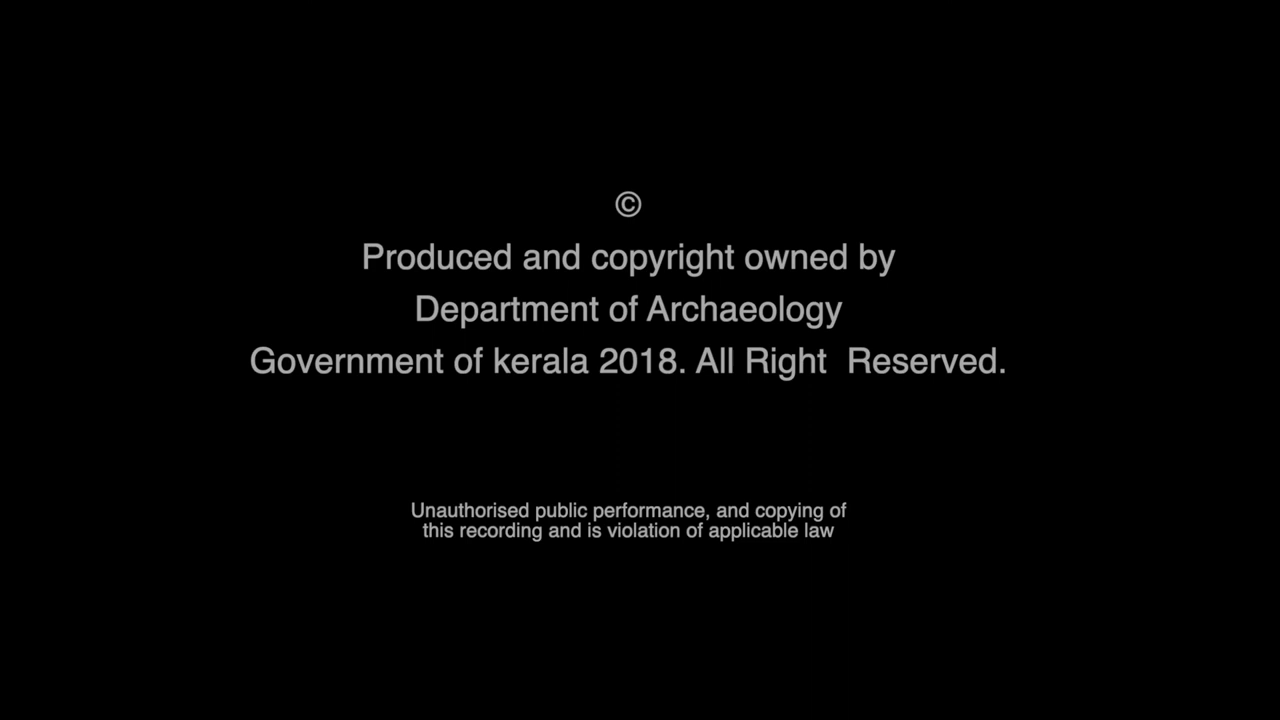 ©
Produced and copyright owned by
Department of Archaeology
Government of kerala 2018. All Right  Reserved.
Unauthorised public performance, and copying of
this recording and is violation of applicable law